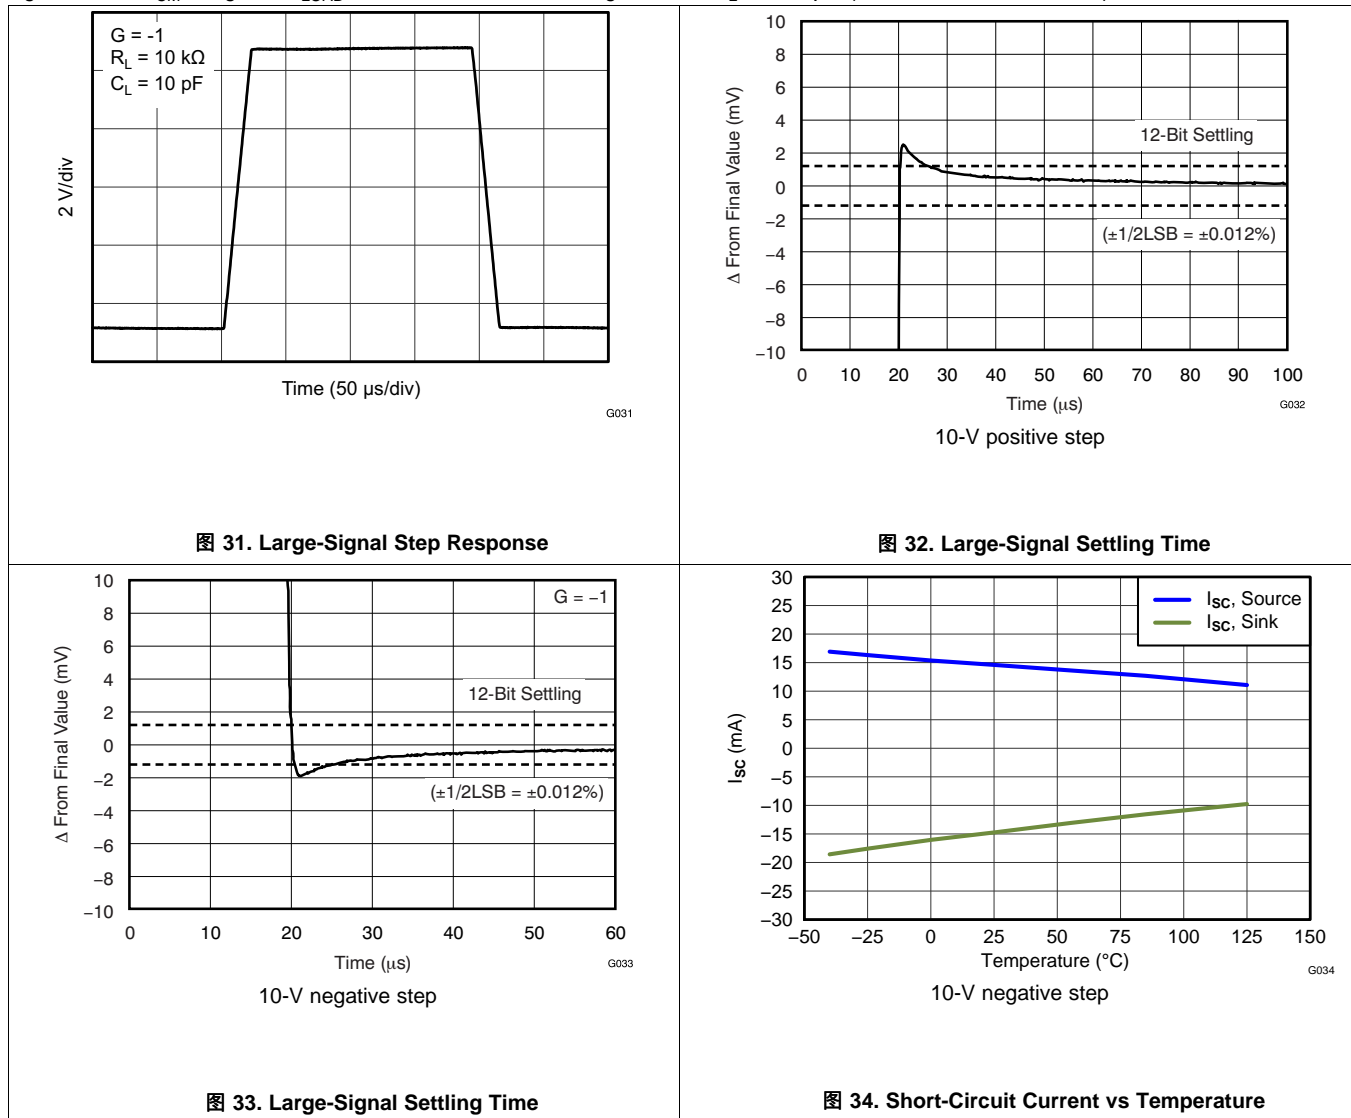 G = -1
RL = 10 kΩ
CL = 10 pF
2 V/div
Time (50 µs/div)
G031
图 31. Large-Signal Step Response
10
8
6
4
2
0
−2
−4
−6
−8
−10
Δ From Final Value (mV)
12-Bit Settling
(±1/2LSB = ±0.012%)
0 10 20 30 40 50 60 70 80 90 100
Time (µs)
G032
10-V positive step
图 32. Large-Signal Settling Time
10
8
6
4
2
0
−2
−4
−6
−8
−10
Δ From Final Value (mV)
G = −1
12-Bit Settling
(±1/2LSB = ±0.012%)
0 10 20 30 40 50 60
Time (µs)
G033
10-V negative step
图 33. Large-Signal Settling Time
30
25
20
15
10
5
0
−5
−10
−15
−20
−25
−30
ISC (mA)
ISC, Source
ISC, Sink
−50 −25 0 25 50 75 100 125 150
Temperature (°C)
G034
10-V negative step
图 34. Short-Circuit Current vs Temperature